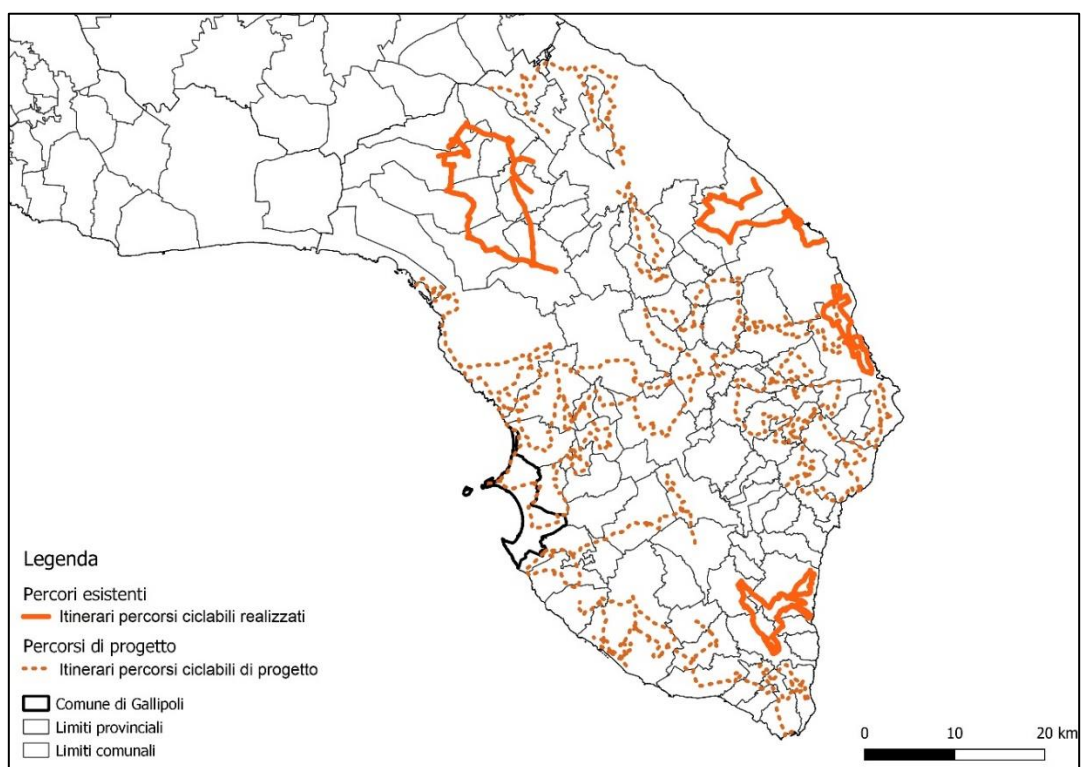 Legenda
Percori esistenti
Itinerari percorsi ciclabili realizzati
Percorsi di progetto
Itinerari percorsi ciclabili di progetto
Comune di Gallipoli
Limiti provinciali
Limiti comunali
0 10 20 km